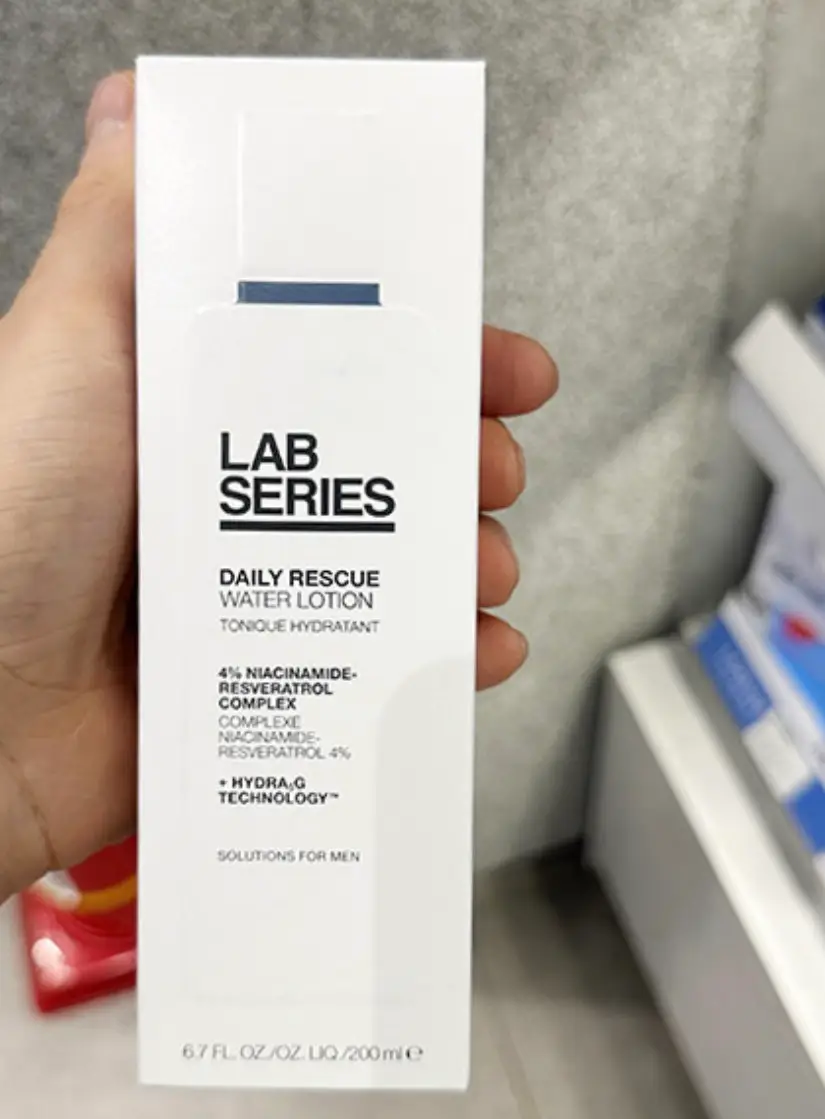 LAB
SERIES
DAILY RESCUE
WATER LOTION
TONIQUE HYDRATANT
4% NIACINAMIDE-
RESVERATROL
COMPLEX
COMPLEXE
NIACINAMIDE-
RESVERATROL 4%
+ HYDRA₅G
TECHNOLOGY™
SOLUTIONS FOR MEN
6.7 FL. OZ./OZ. LIQ./200 ml ℮